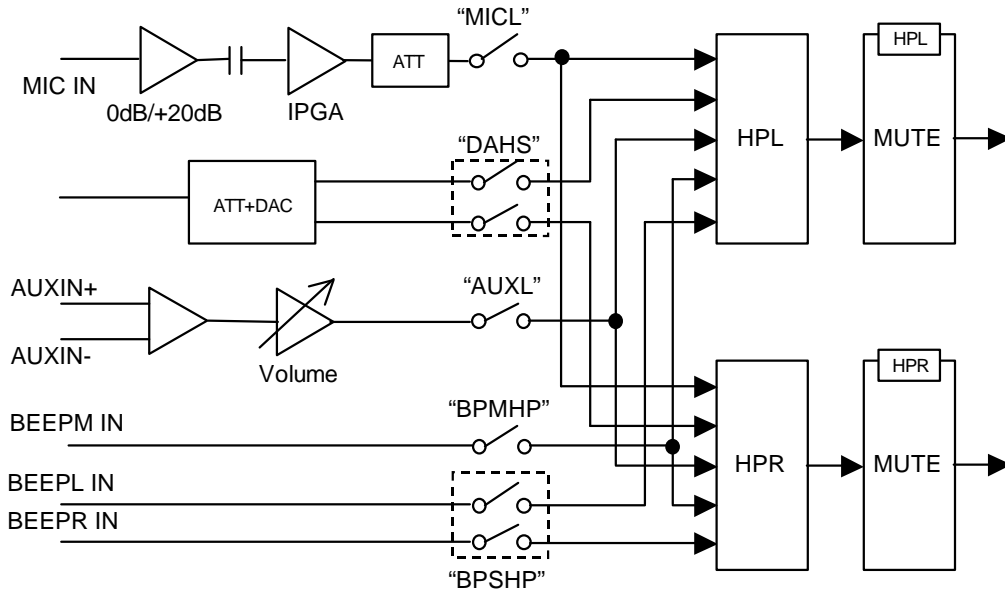 “MICL”
HPL
ATT
MIC IN
0dB/+20dB
IPGA
HPL
MUTE
“DAHS”
ATT+DAC
AUXIN+
“AUXL”
AUXIN-
Volume
HPR
“BPMHP”
BEEPM IN
HPR
MUTE
BEEPL IN
BEEPR IN
“BPSHP”